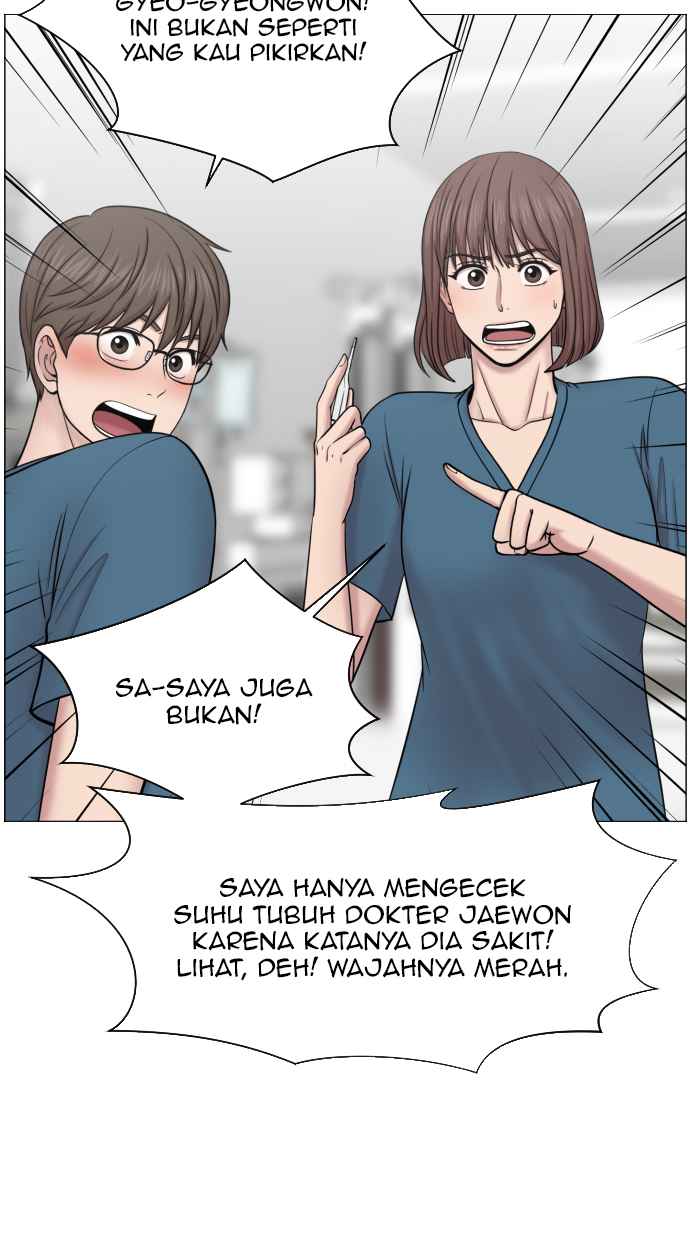 GYEO-GYEONGWON!
INI BUKAN SEPERTI
YANG KAU PIKIRKAN!
SA-SAYA JUGA
BUKAN!
SAYA HANYA MENGECEK
SUHU TUBUH DOKTER JAEWON
KARENA KATANYA DIA SAKIT!
LIHAT, DEH! WAJAHNYA MERAH.